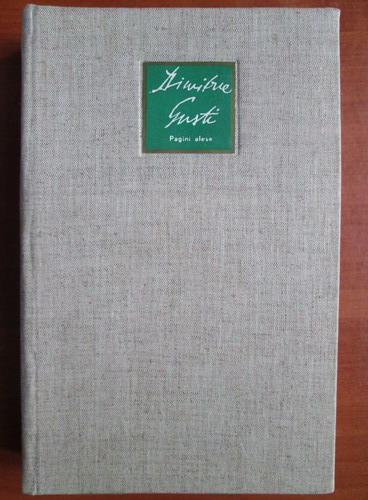 Dimitrie
Gusti
Pagini alese